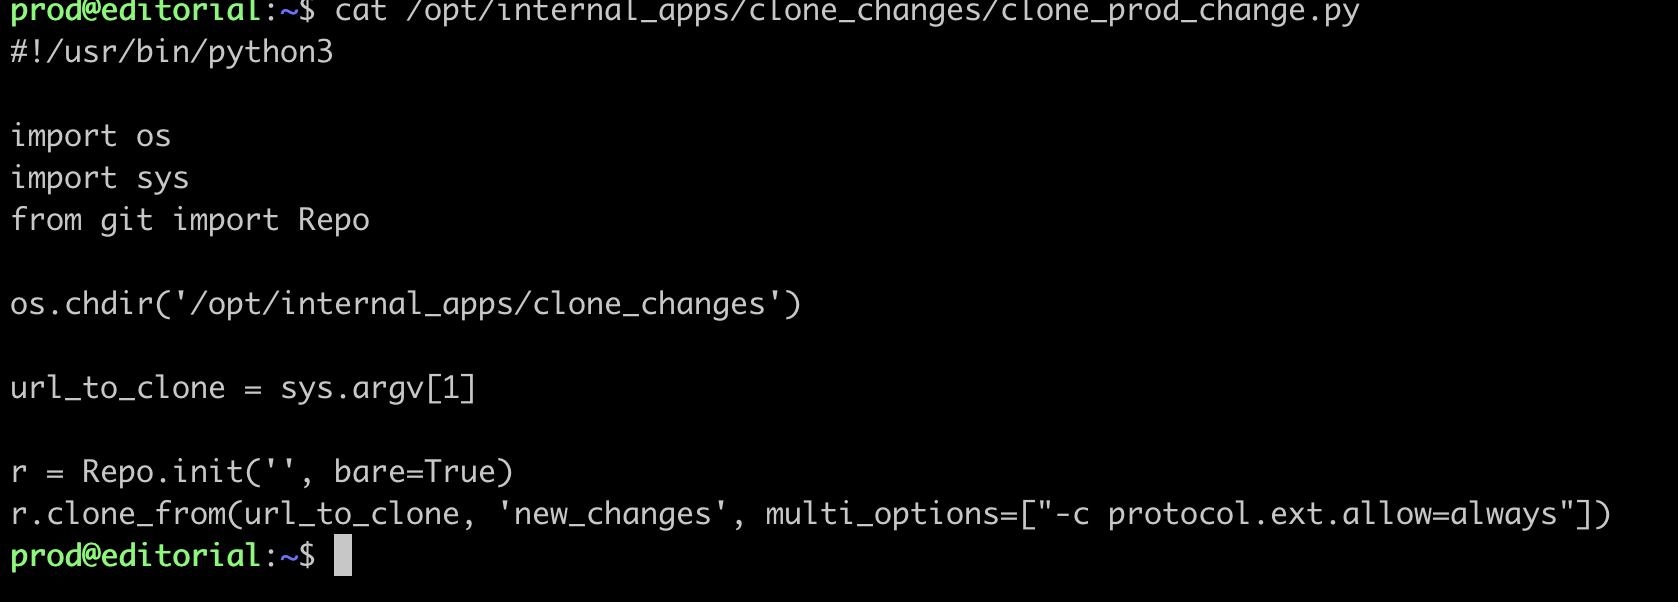 prod@editorial:~$ cat /opt/internal_apps/clone_changes/clone_prod_change.py
#!/usr/bin/python3
import os
import sys
from git import Repo
os.chdir('/opt/internal_apps/clone_changes')
url_to_clone = sys.argv[1]
r = Repo.init('', bare=True)
r.clone_from(url_to_clone, 'new_changes', multi_options=["-c protocol.ext.allow=always"])
prod@editorial:~$